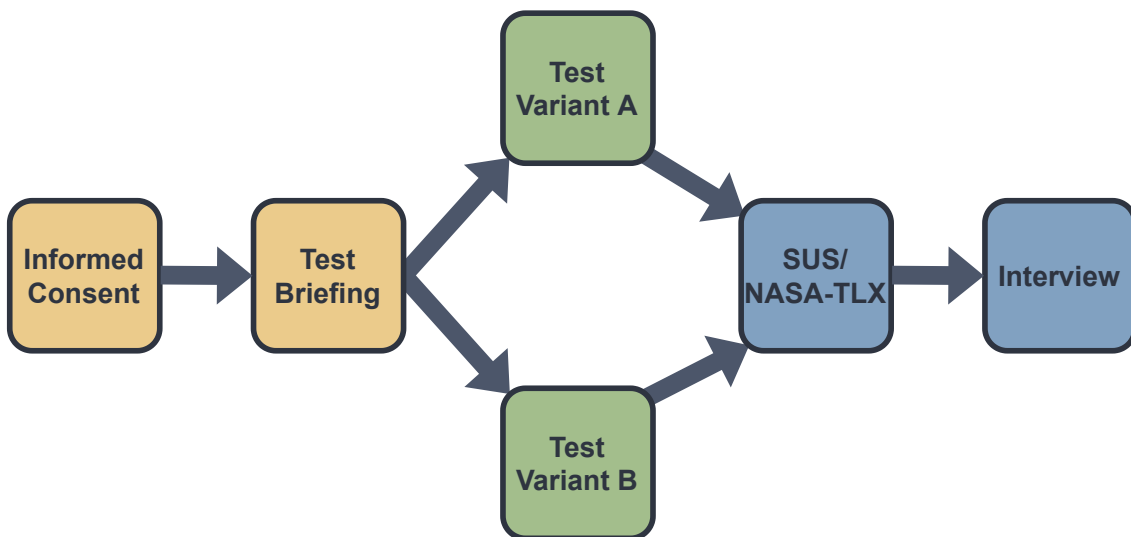 Informed
Consent
Test
Briefing
Test
Variant A
Test
Variant B
SUS/
NASA-TLX
Interview